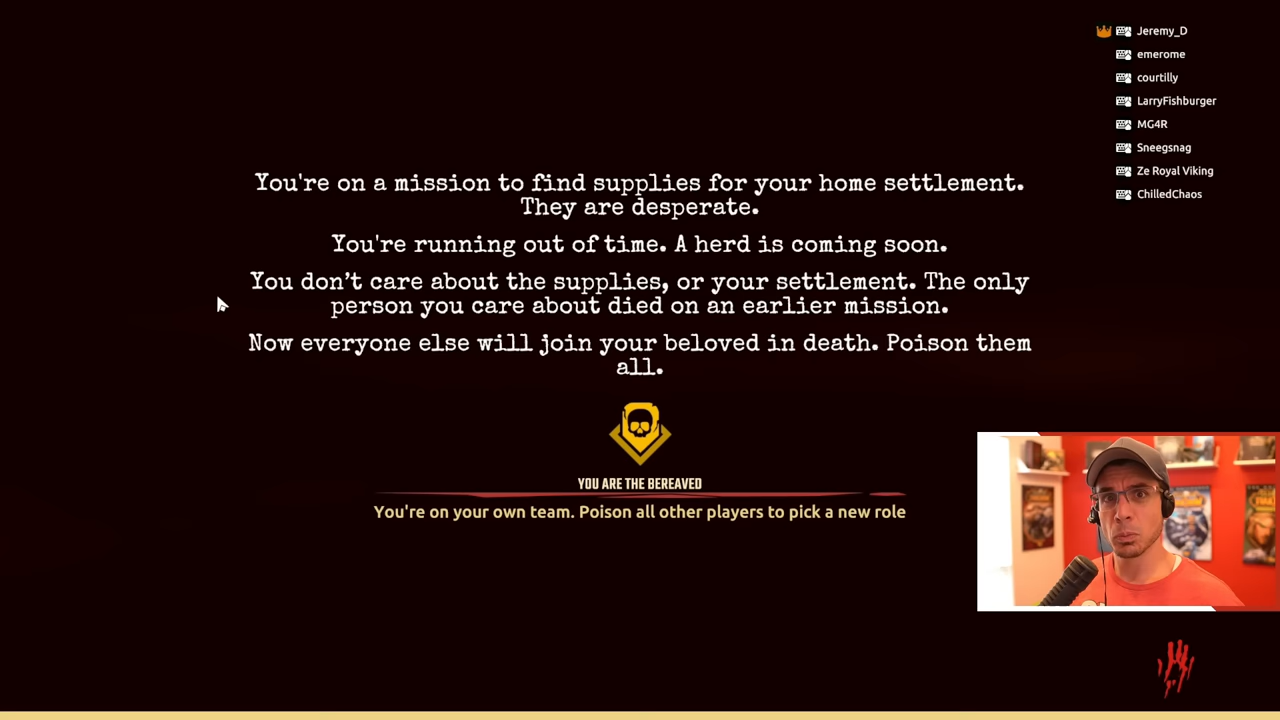 Jeremy_D
emerome
courtilly
LarryFishburger
MG4R
Sneegsnag
Ze Royal Viking
ChilledChaos
You're on a mission to find supplies for your home settlement.
They are desperate.
You're running out of time. A herd is coming soon.
You don’t care about the supplies, or your settlement. The only
person you care about died on an earlier mission.
Now everyone else will join your beloved in death. Poison them
all.
YOU ARE THE BEREAVED
You're on your own team. Poison all other players to pick a new role